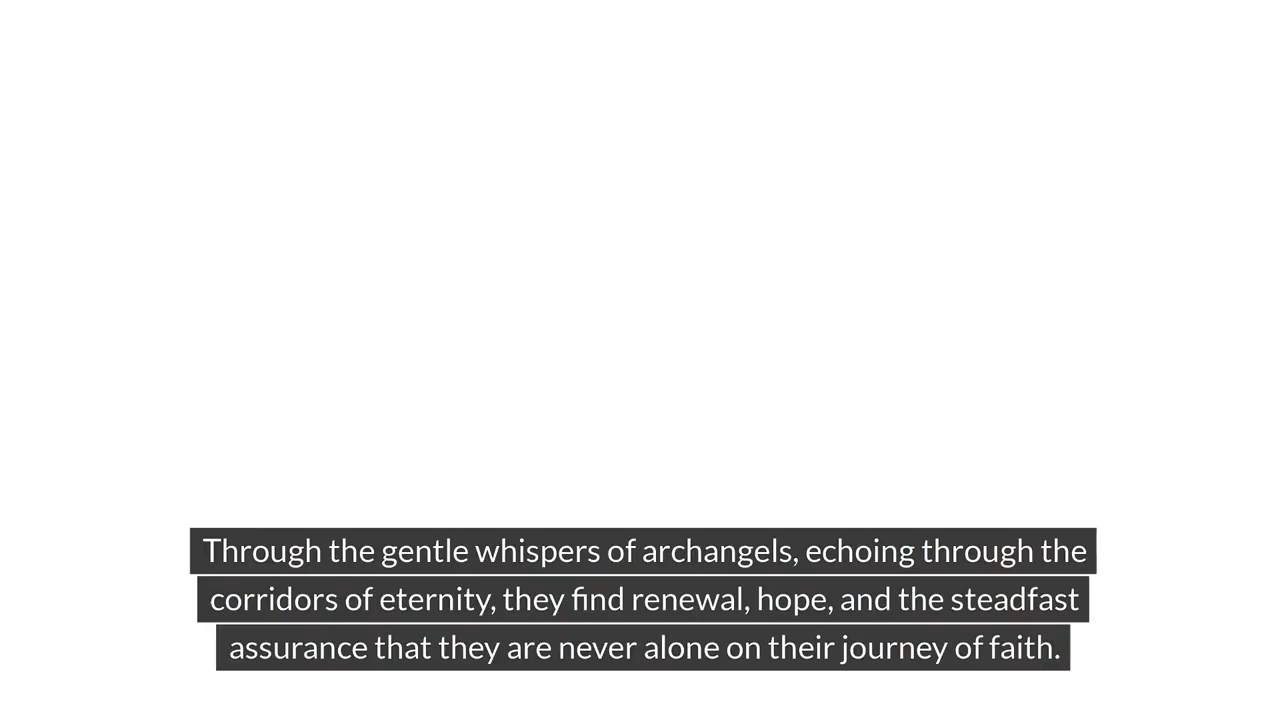 Through the gentle whispers of archangels, echoing through the
corridors of eternity, they find renewal, hope, and the steadfast
assurance that they are never alone on their journey of faith.